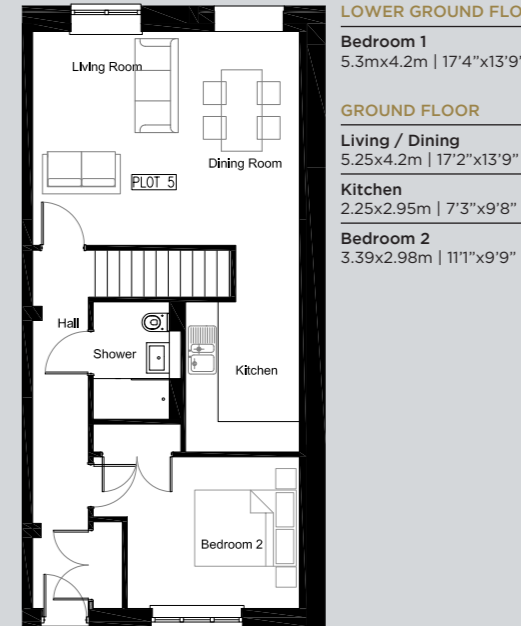 Living Room
Dining Room
PLOT 5
Hall
Shower
Kitchen
Bedroom 2
LOWER GROUND FLO
Bedroom 1
5.3mx4.2m | 17'4"x13'9"
GROUND FLOOR
Living / Dining
5.25x4.2m | 17'2"x13'9"
Kitchen
2.25x2.95m | 7'3"x9'8"
Bedroom 2
3.39x2.98m | 11'1"x9'9"